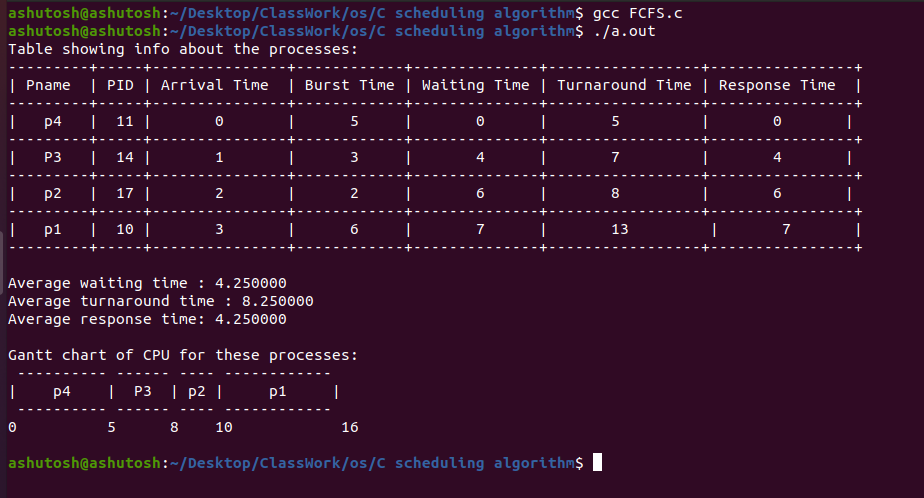 ashutosh@ashutosh:~/Desktop/ClassWork/os/C scheduling algorithm$ gcc FCFS.c
ashutosh@ashutosh:~/Desktop/ClassWork/os/C scheduling algorithm$ ./a.out
Table showing info about the processes:
---------+-----+---------------+------------+--------------+-----------------+----------------+
| Pname  | PID | Arrival Time  | Burst Time | Waiting Time | Turnaround Time | Response Time  |
---------+-----+---------------+------------+--------------+-----------------+----------------+
|   p4   |  11 |       0       |      5     |       0      |       5         |       0       |
---------+-----+---------------+------------+--------------+-----------------+----------------+
|   P3   |  14 |       1       |      3     |       4      |       7         |       4       |
---------+-----+---------------+------------+--------------+-----------------+----------------+
|   p2   |  17 |       2       |      2     |       6      |       8         |       6       |
---------+-----+---------------+------------+--------------+-----------------+----------------+
|   p1   |  10 |       3       |      6     |       7      |       13         |       7       |
---------+-----+---------------+------------+--------------+-----------------+----------------+
Average waiting time : 4.250000
Average turnaround time : 8.250000
Average response time: 4.250000
Gantt chart of CPU for these processes:
 ---------- ------ ---- ------------
|    p4    |  P3  | p2 |     p1     |
 ---------- ------ ---- ------------
0          5      8    10            16
ashutosh@ashutosh:~/Desktop/ClassWork/os/C scheduling algorithm$